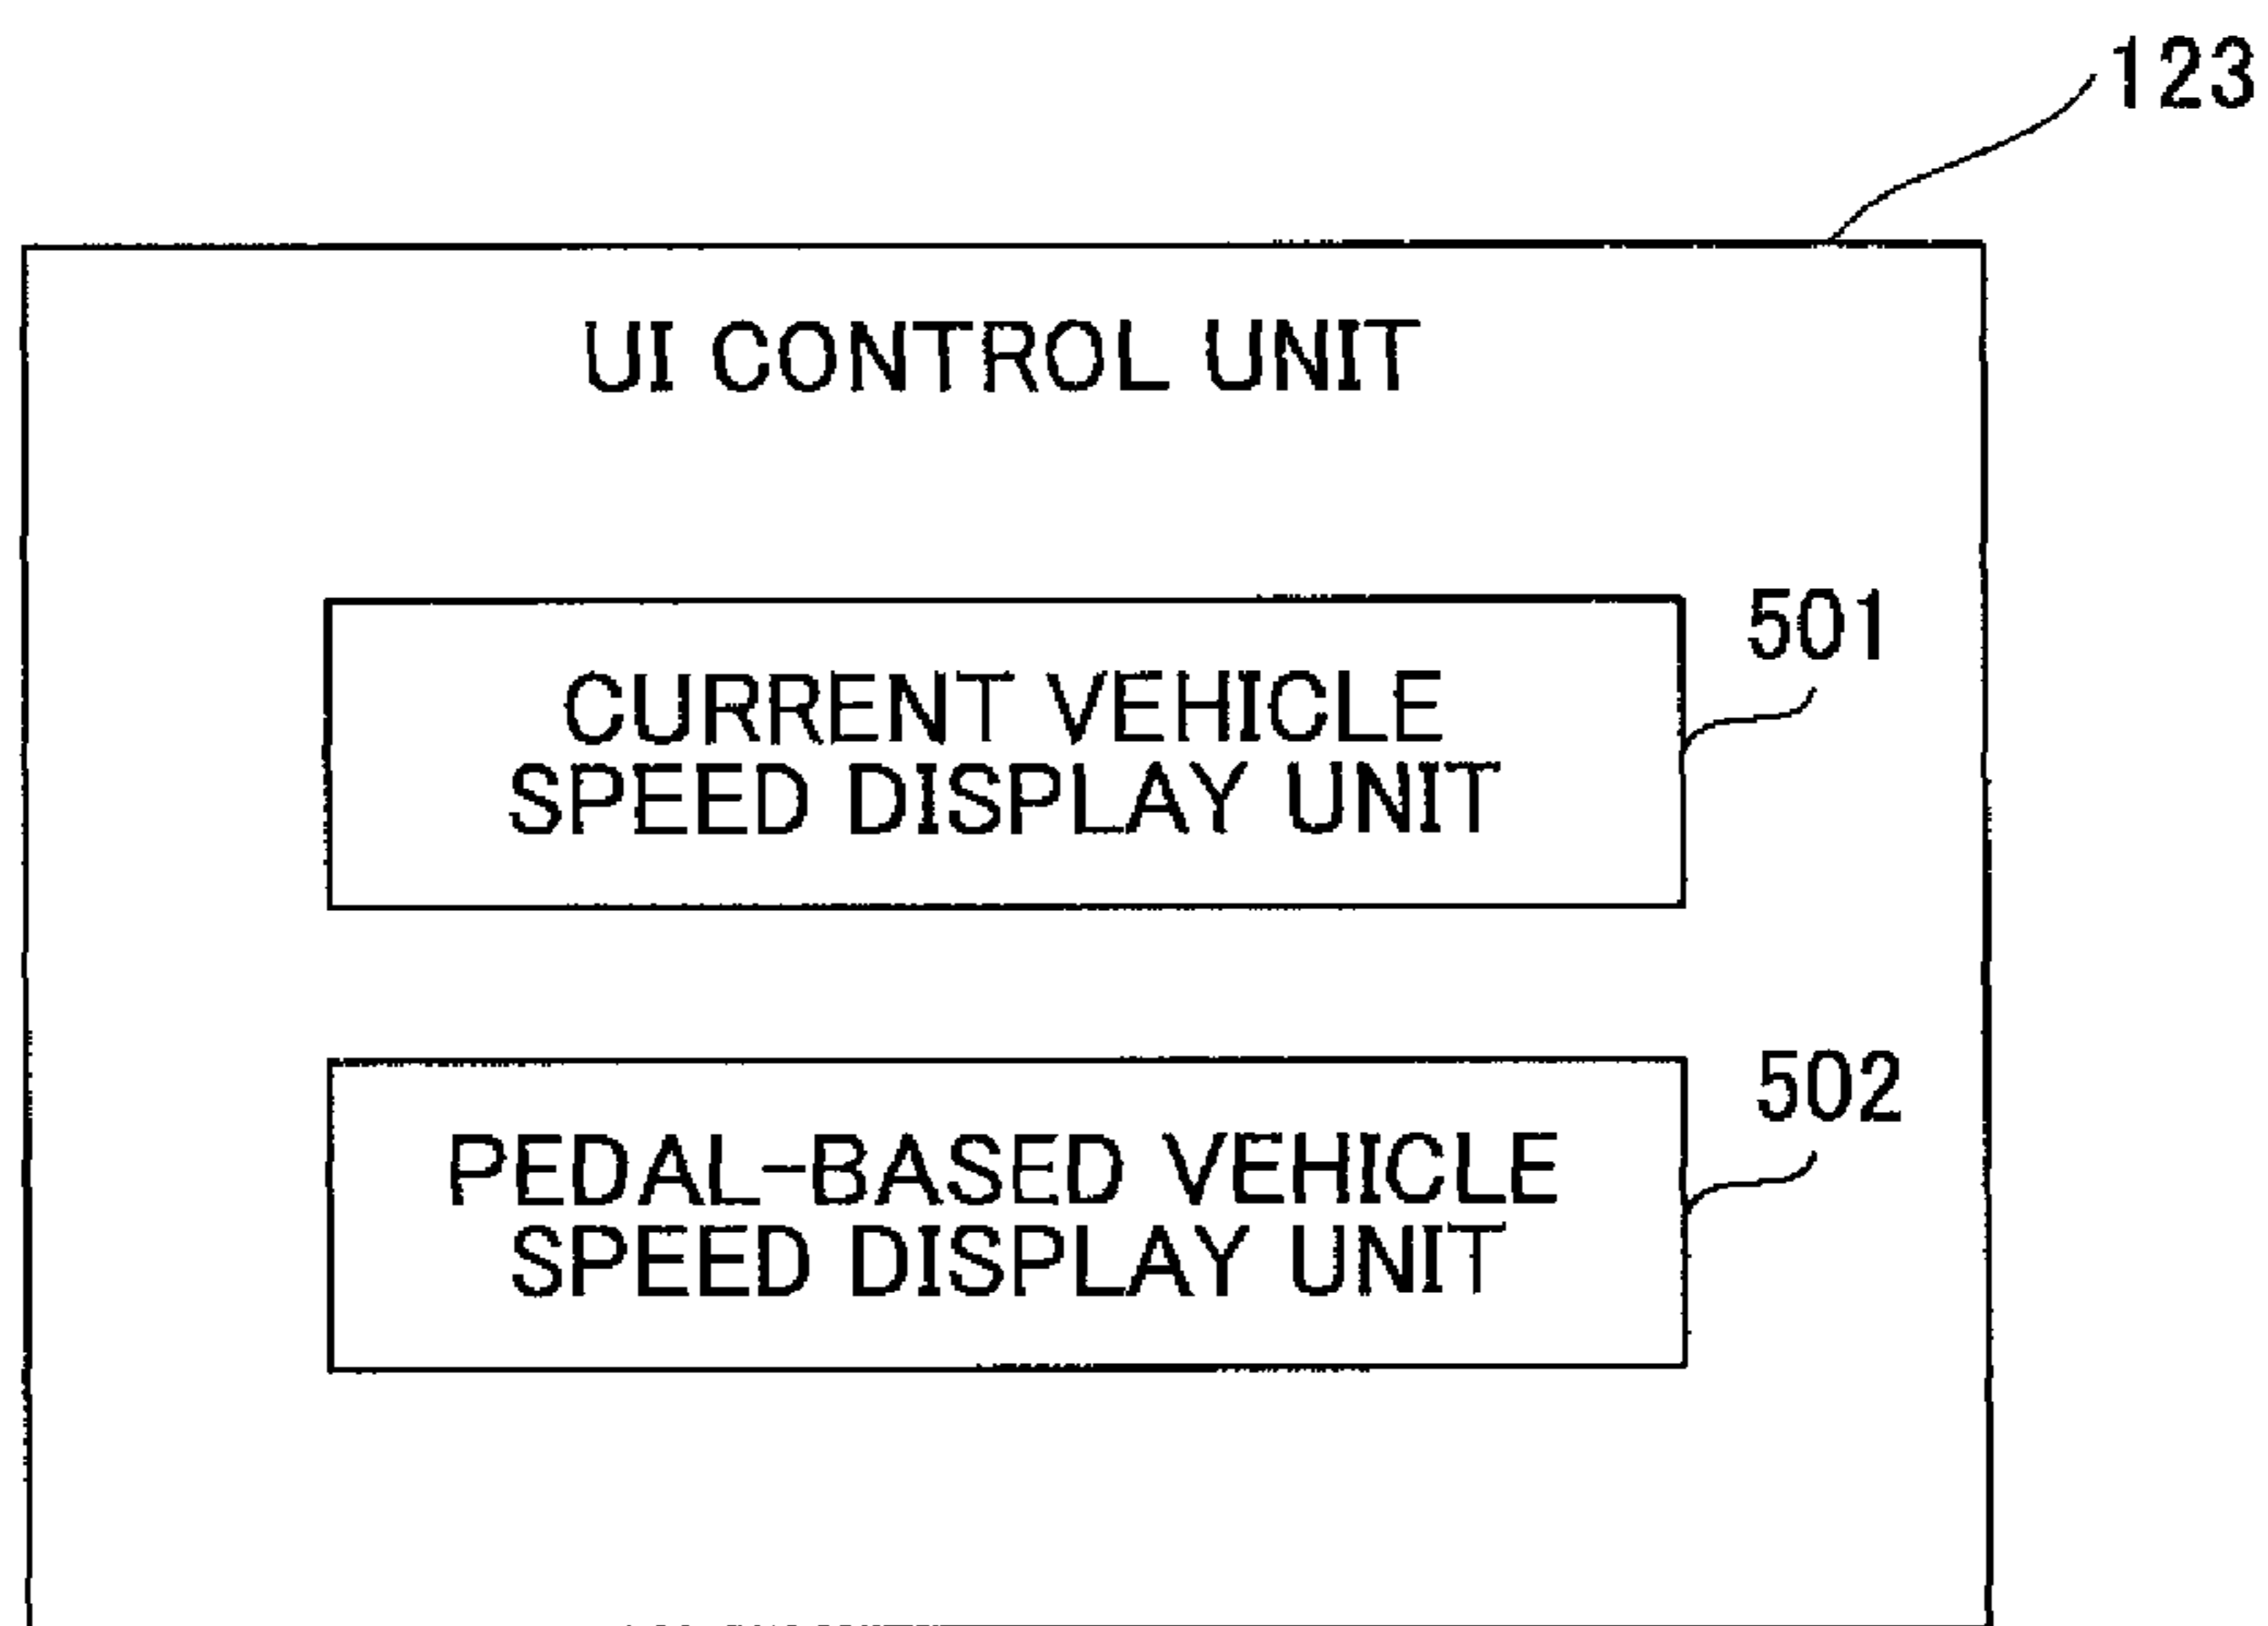 123
UI CONTROL UNIT
501
CURRENT VEHICLE
SPEED DISPLAY UNIT
502
PEDAL-BASED VEHICLE
SPEED DISPLAY UNIT